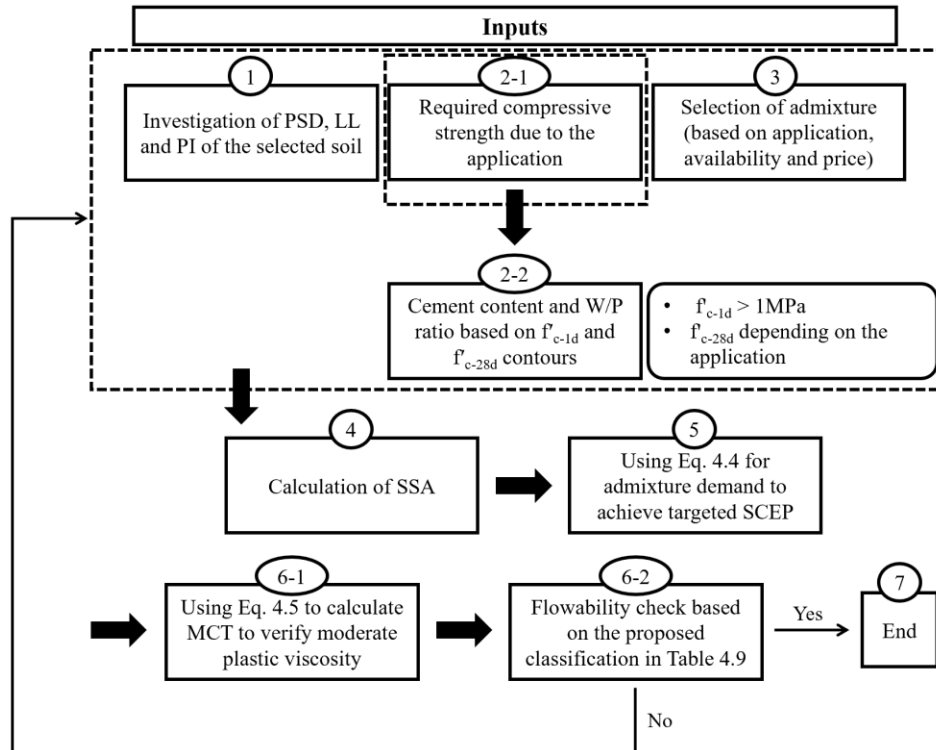 Inputs
1
Investigation of PSD, LL
and PI of the selected soil
2-1
Required compressive
strength due to the
application
3
Selection of admixture
(based on application,
availability and price)
2-2
Cement content and W/P
ratio based on f'c-1d and
f'c-28d contours
• f'c-1d > 1MPa
• f'c-28d depending on the
application
4
Calculation of SSA
5
Using Eq. 4.4 for
admixture demand to
achieve targeted SCEP
6-1
Using Eq. 4.5 to calculate
MCT to verify moderate
plastic viscosity
6-2
Flowability check based
on the proposed
classification in Table 4.9
Yes
7
End
No